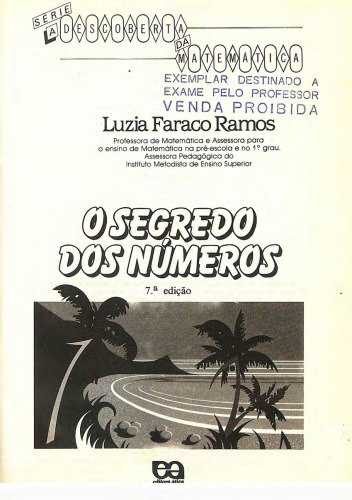 SÉRIE
A DESCOBERTA
DA
MATEMÁTICA
EXEMPLAR DESTINADO A
EXAME PELO PROFESSOR
VENDA PROIBIDA
Luzia Faraco Ramos
Professora de Matemática e Assessora para
o ensino de Matemática na pré-escola e no 1º grau.
Assessora Pedagógica do
Instituto Metodista de Ensino Superior
O SEGREDO
DOS NÚMEROS
7.ª edição
1
editora ática